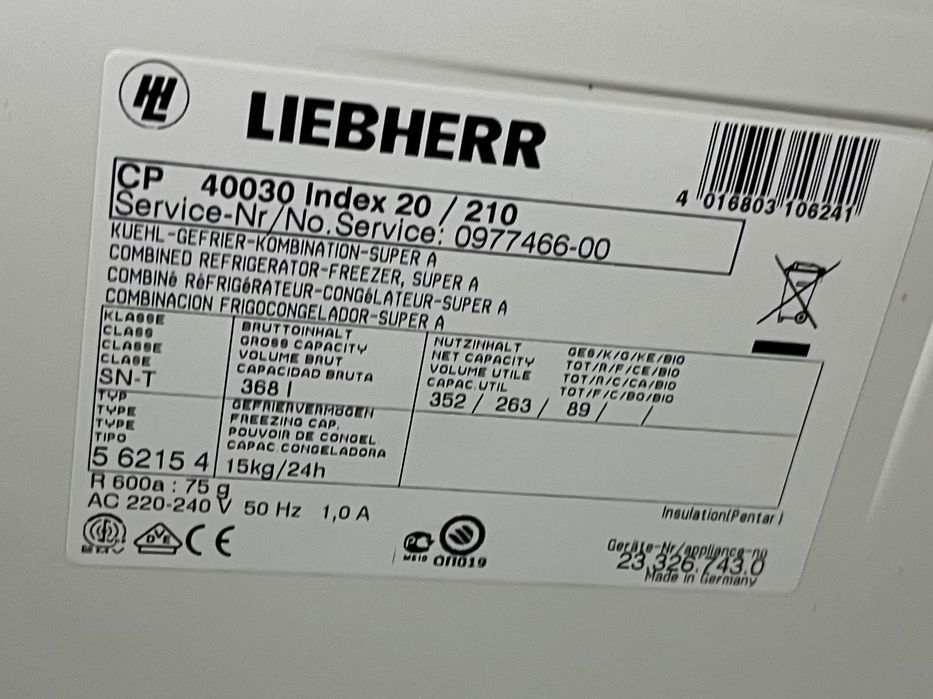 LIEBHERR
4 016803 106241
CP 40030 Index 20 / 210
Service-Nr/No.Service: 0977466-00
KUEHL-GEFRIER-KOMBINATION-SUPER A
COMBINED REFRIGERATOR-FREEZER, SUPER A
COMBINé RéFRIGéRATEUR-CONGéLATEUR-SUPER A
COMBINACION FRIGOCONGELADOR-SUPER A
KLASSE
CLASS
CLASSE
CLASE
SN-T
BRUTTOINHALT
GROSS CAPACITY
VOLUME BRUT
CAPACIDAD BRUTA
368 l
NUTZINHALT GES/K/G/KE/BIO
NET CAPACITY TOT/R/F/CE/BIO
VOLUME UTILE TOT/R/C/CA/BIO
CAPAC.UTIL TOT/F/C/BO/BIO
352 / 263 / 89 / /
TYP
TYPE
TYPE
TIPO
5 6215 4
GEFRIERVERMÖGEN
FREEZING CAP.
POUVOIR DE CONGEL
CAPAC.CONGELADORA
15kg/24h
R 600a : 75 g
AC 220-240 V 50 Hz 1,0 A
Insulation(Pentan)
DVE
CE
ME10
ОП019
Geräte-Nr/appliance-no
23.326.743.0
Made in Germany